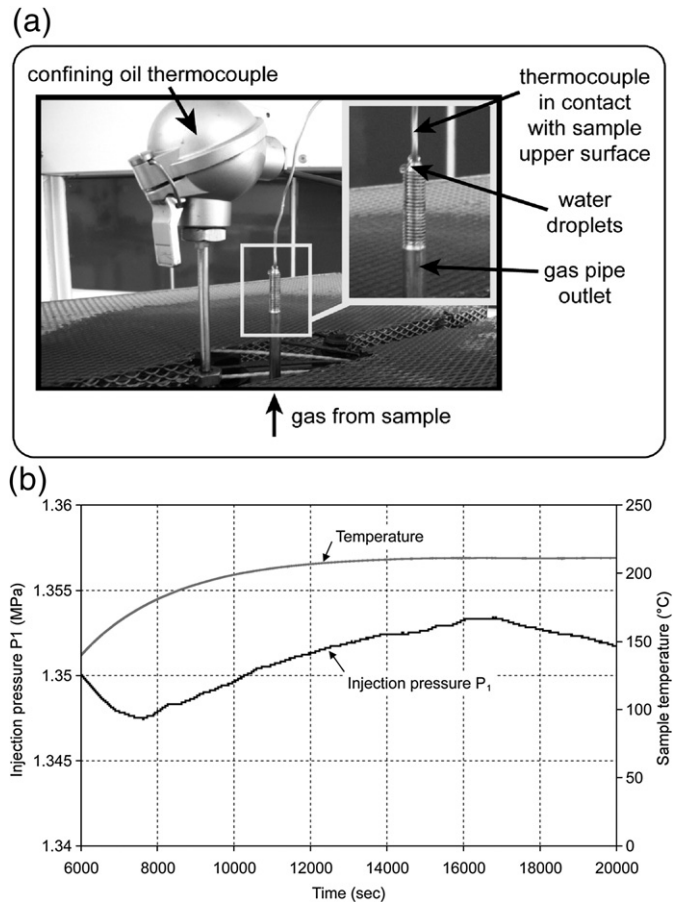 (a)
confining oil thermocouple
thermocouple
in contact
with sample
upper surface
water
droplets
gas pipe
outlet
gas from sample
(b)
1.36
1.355
1.35
1.345
1.34
Injection pressure P1 (MPa)
Temperature
Injection pressure P₁
250
200
150
100
50
0
Sample temperature (°C)
6000 8000 10000 12000 14000 16000 18000 20000
Time (sec)